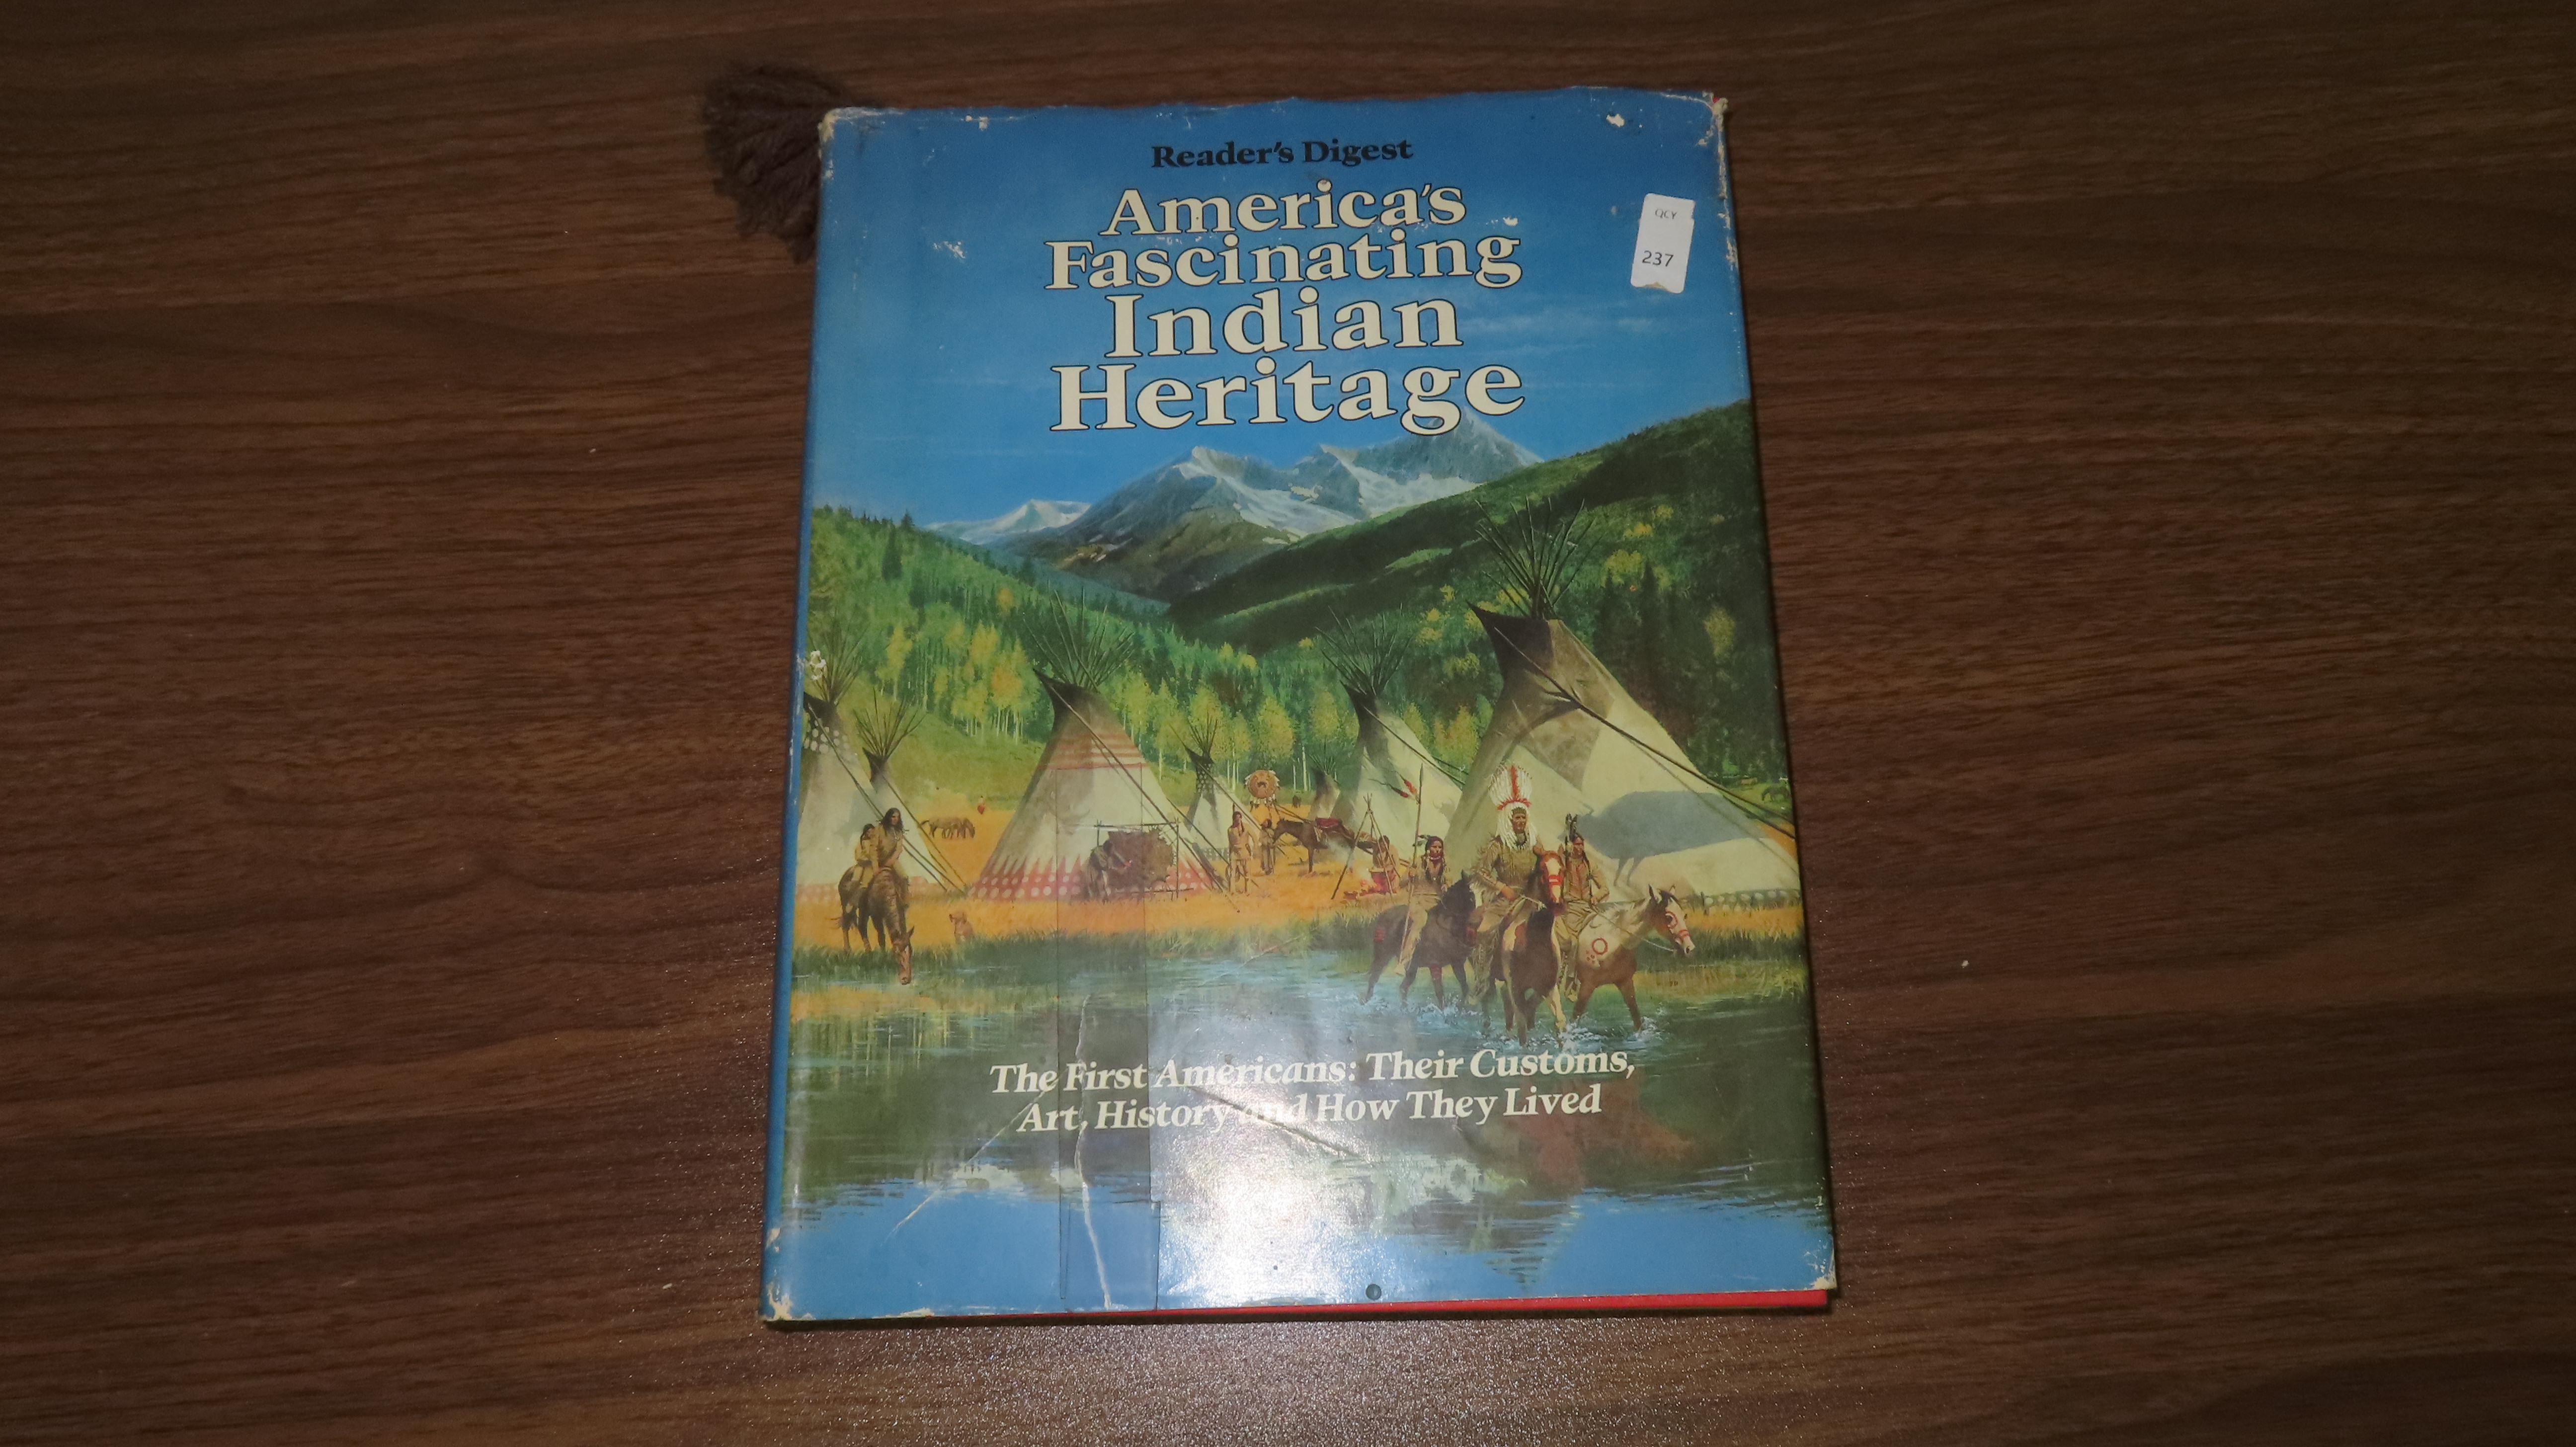 Reader's Digest
America's
Fascinating
Indian
Heritage
QCY
237
The First Americans: Their Customs,
Art, History and How They Lived